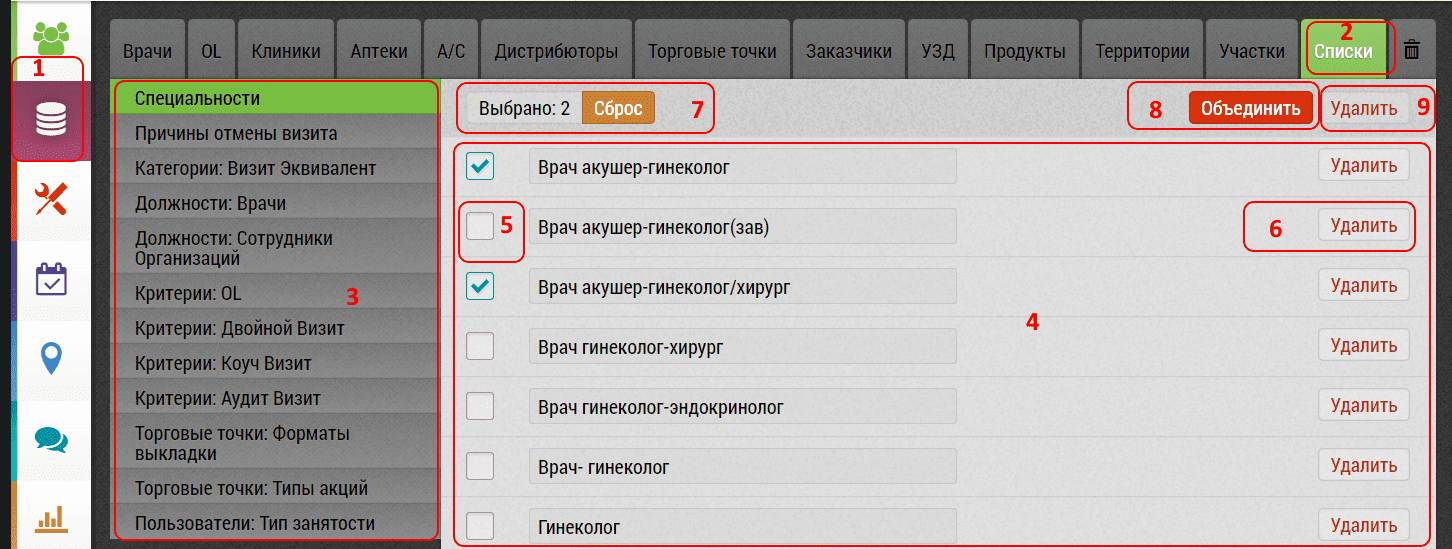 1
Врачи OL Клиники Аптеки А/С Дистрибюторы Торговые точки Заказчики УЗД Продукты Территории Участки Списки 2
Специальности
Причины отмены визита
Категории: Визит Эквивалент
Должности: Врачи
Должности: Сотрудники
Организаций
Критерии: OL
3
Критерии: Двойной Визит
Критерии: Коуч Визит
Критерии: Аудит Визит
Торговые точки: Форматы
выкладки
Торговые точки: Типы акций
Пользователи: Тип занятости
Выбрано: 2 Сброс 7 8 Объединить Удалить 9
Врач акушер-гинеколог Удалить
5 Врач акушер-гинеколог(зав) 6 Удалить
Врач акушер-гинеколог/хирург Удалить
4
Врач гинеколог-хирург Удалить
Врач гинеколог-эндокринолог Удалить
Врач- гинеколог Удалить
Гинеколог Удалить